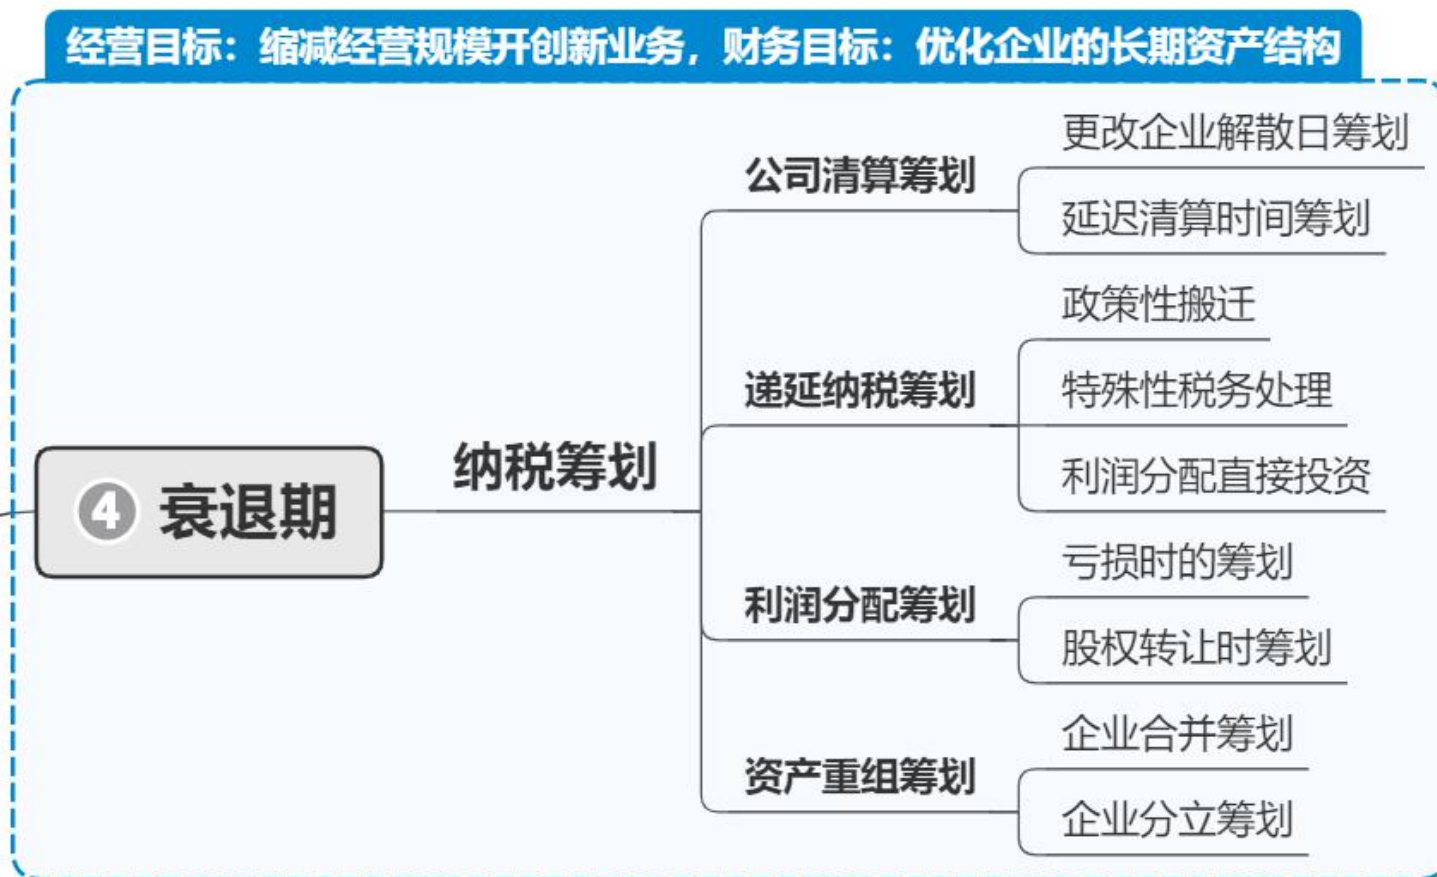 经营目标：缩减经营规模开创新业务，财务目标：优化企业的长期资产结构
④ 衰退期
纳税筹划
公司清算筹划
更改企业解散日筹划
延迟清算时间筹划
递延纳税筹划
政策性搬迁
特殊性税务处理
利润分配直接投资
利润分配筹划
亏损时的筹划
股权转让时筹划
资产重组筹划
企业合并筹划
企业分立筹划